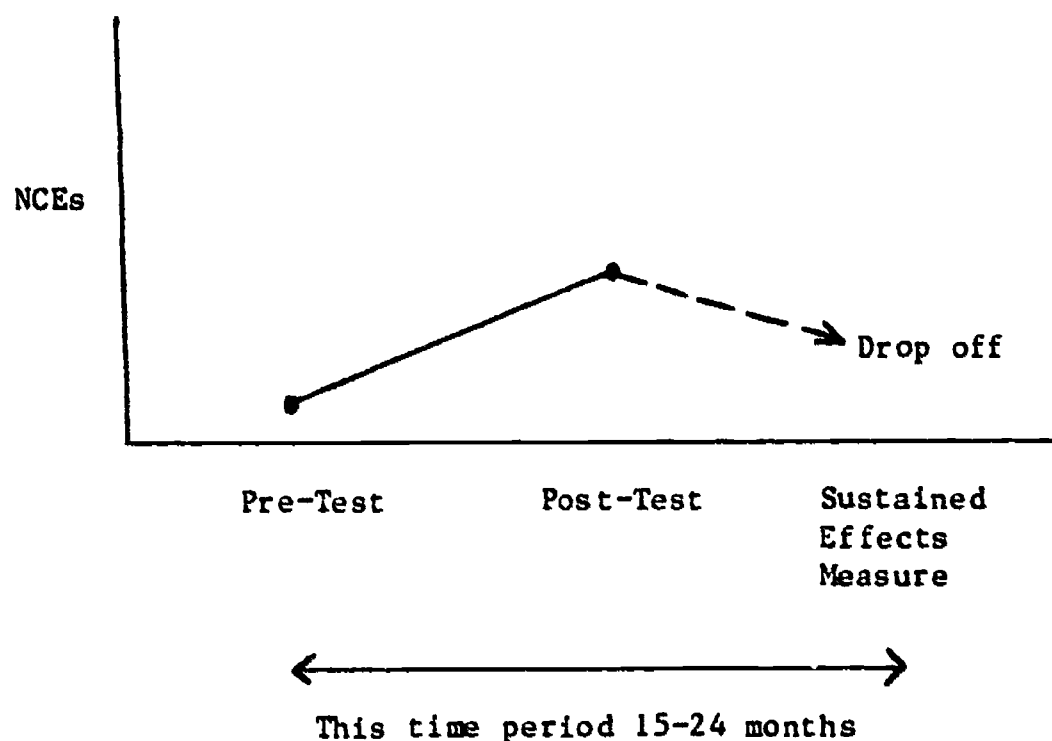 NCEs
Drop off
Pre-Test
Post-Test
Sustained
Effects
Measure
This time period 15-24 months